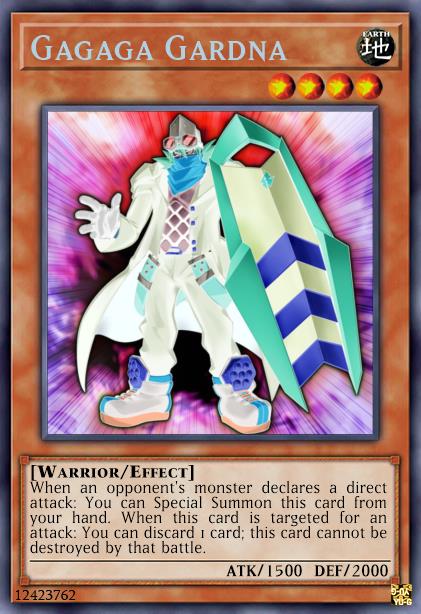 GAGAGA GARDNA
EARTH
地
[WARRIOR/EFFECT]
When an opponent's monster declares a direct
attack: You can Special Summon this card from
your hand. When this card is targeted for an
attack: You can discard 1 card; this card cannot be
destroyed by that battle.
ATK/1500 DEF/2000
12423762